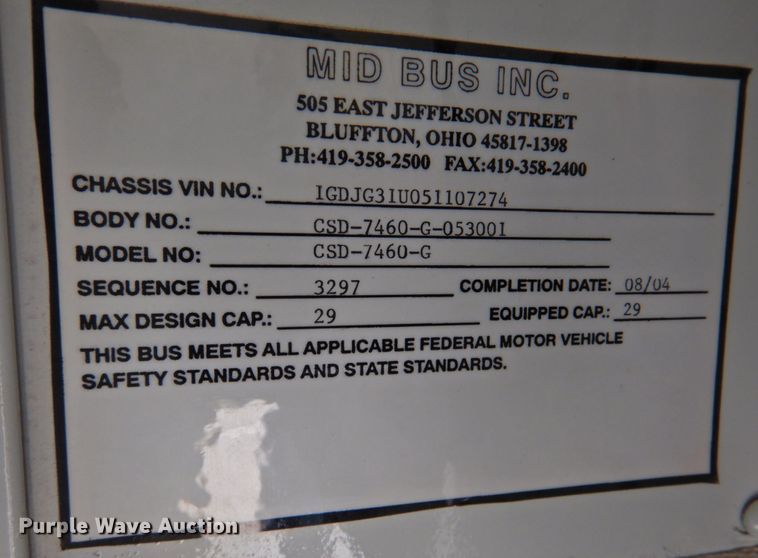 MID BUS INC.
505 EAST JEFFERSON STREET
BLUFFTON, OHIO 45817-1398
PH:419-358-2500 FAX:419-358-2400
CHASSIS VIN NO.: IGDJG3IU051107274
BODY NO.: CSD-7460-G-053001
MODEL NO: CSD-7460-G
SEQUENCE NO.: 3297 COMPLETION DATE: 08/04
MAX DESIGN CAP.: 29 EQUIPPED CAP.: 29
THIS BUS MEETS ALL APPLICABLE FEDERAL MOTOR VEHICLE
SAFETY STANDARDS AND STATE STANDARDS.
Purple Wave Auction